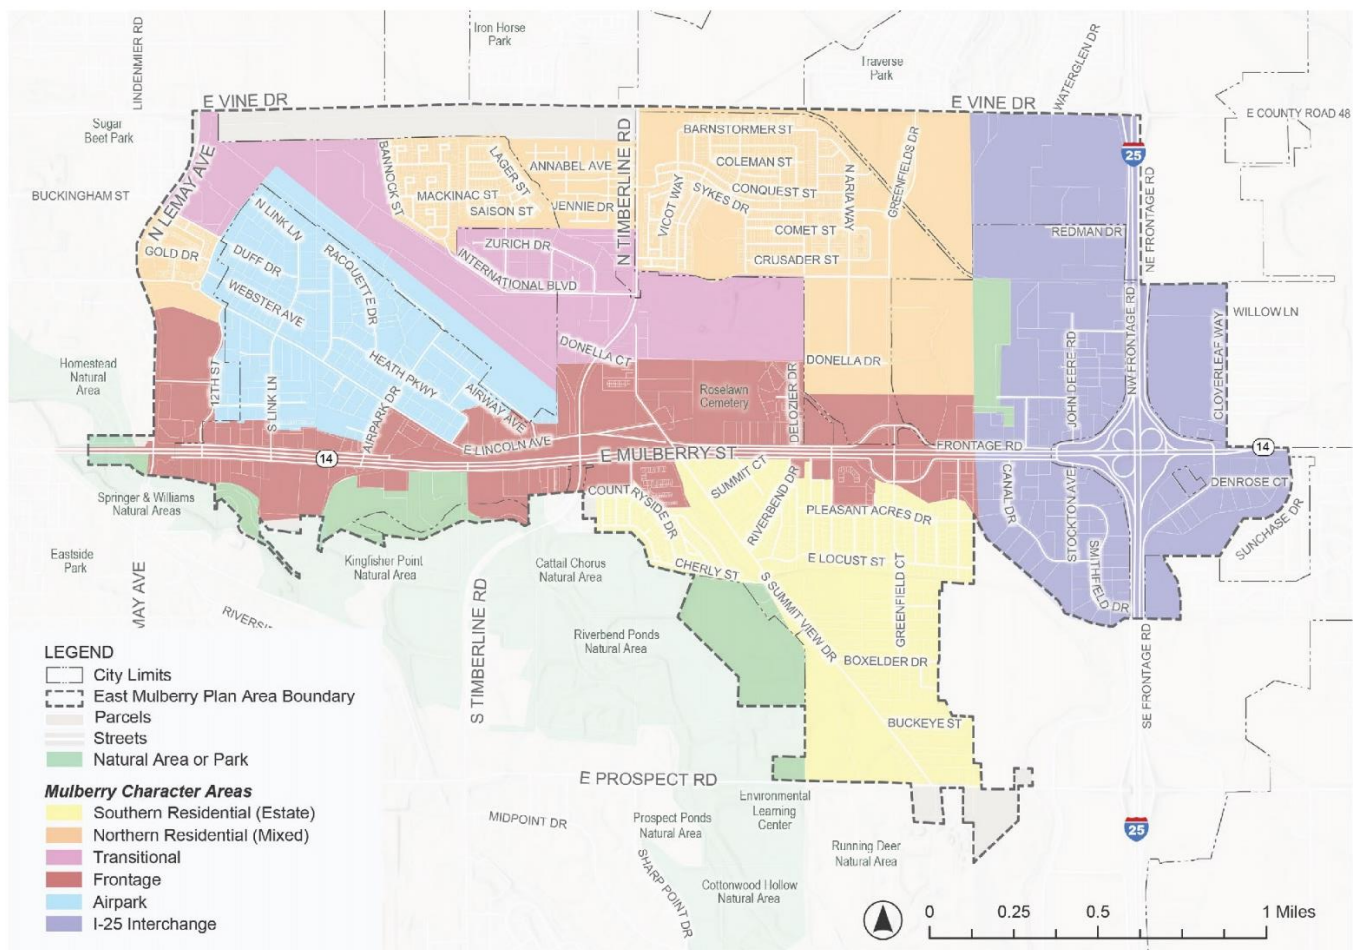 LINDENMIER RD
Iron Horse
Park
Traverse
Park
WATERGLEN DR
E VINE DR
E VINE DR
E COUNTY ROAD 48
Sugar
Beet Park
N LEMAY AVE
BUCKINGHAM ST
BANNOCK ST
LAGER ST
ANNABEL AVE
MACKINAC ST
SAISON ST
JENNIE DR
N TIMBERLINE RD
BARNSTORMER ST
COLEMAN ST
CONQUEST ST
SYKES DR
VICOT WAY
N ARIA WAY
COMET ST
CRUSADER ST
GREENFIELDS DR
25
NE FRONTAGE RD
REDMAN DR
GOLD DR
N LINK LN
DUFF DR
RACQUETTE DR
WEBSTER AVE
ZURICH DR
INTERNATIONAL BLVD
WILLOW LN
NW FRONTAGE RD
CLOVERLEAF WAY
JOHN DEERE RD
Homestead
Natural
Area
12TH ST
S LINK LN
HEATH PKWY
AIRPARK DR
AIRWAY AVE
DONELLA CT
DONELLA DR
Roselawn
Cemetery
DELOZIER DR
E LINCOLN AVE
E MULBERRY ST
FRONTAGE RD
14
14
Springer & Williams
Natural Areas
COUNTRYSIDE DR
SUMMIT CT
RIVERBEND DR
PLEASANT ACRES DR
CANAL DR
STOCKTON AVE
SMITHFIELD DR
DENROSE CT
SUNCHASE DR
Eastside
Park
Kingfisher Point
Natural Area
Cattail Chorus
Natural Area
CHERLY ST
E LOCUST ST
GREENFIELD CT
S SUMMIT VIEW DR
MAY AVE
RIVERSI
S TIMBERLINE RD
Riverbend Ponds
Natural Area
BOXELDER DR
SE FRONTAGE RD
BUCKEYE ST
E PROSPECT RD
MIDPOINT DR
Prospect Ponds
Natural Area
Environmental
Learning
Center
SHARP POINT DR
Running Deer
Natural Area
Cottonwood Hollow
Natural Area
25
LEGEND
City Limits
East Mulberry Plan Area Boundary
Parcels
Streets
Natural Area or Park
Mulberry Character Areas
Southern Residential (Estate)
Northern Residential (Mixed)
Transitional
Frontage
Airpark
I-25 Interchange
0 0.25 0.5 1 Miles